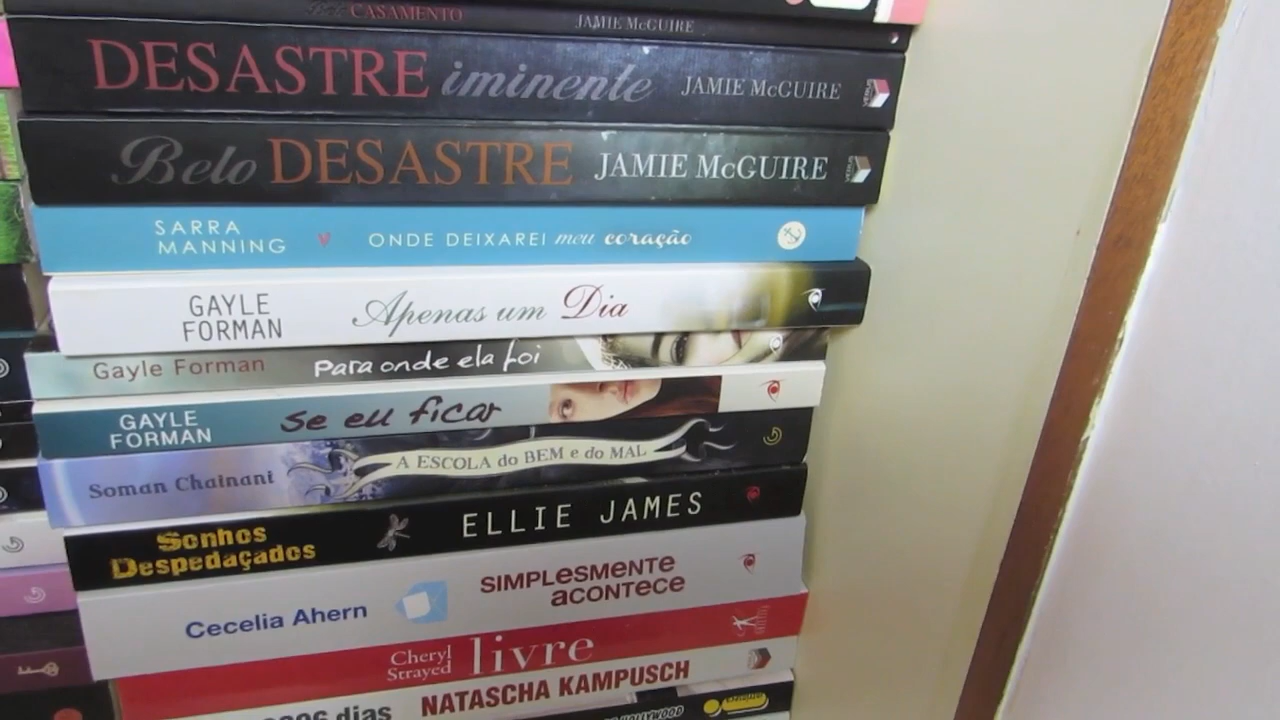 CASAMENTO JAMIE McGUIRE
DESASTRE iminente JAMIE McGUIRE
Belo DESASTRE JAMIE McGUIRE
SARRA
MANNING
ONDE DEIXAREI meu coração
GAYLE
FORMAN
Apenas um Dia
Gayle Forman Para onde ela foi
GAYLE
FORMAN
se eu ficar
Soman Chainani A ESCOLA do BEM e do MAL
Sonhos
Despedaçados
ELLIE JAMES
Cecelia Ahern
SIMPLESMENTE
ACONTECE
Cheryl
Strayed
livre
dias NATASCHA KAMPUSCH
HOLLYWOOD